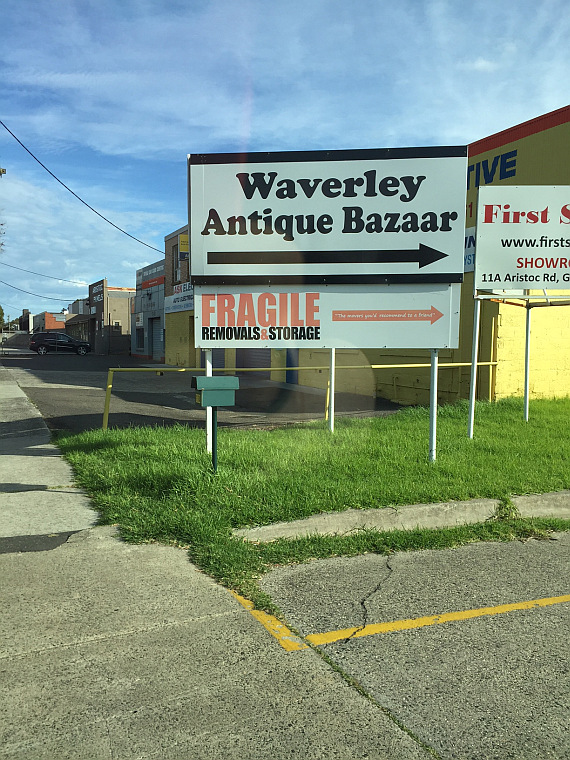 Waverley
Antique Bazaar
FRAGILE
REMOVALS&STORAGE
"The movers you'd recommend to a friend"
First S
www.firsts
SHOWRO
11A Aristoc Rd, G
TIVE